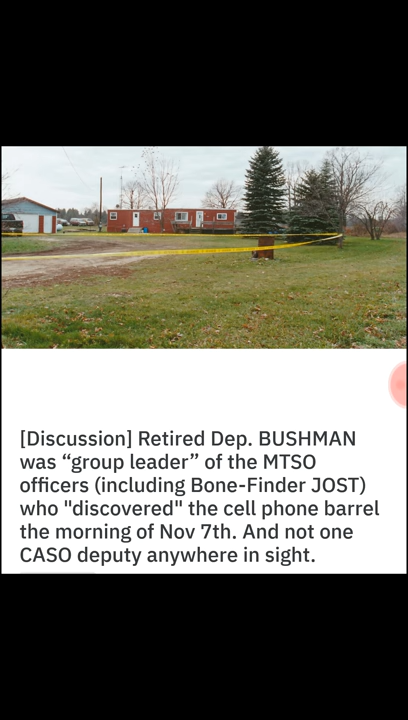 [Discussion] Retired Dep. BUSHMAN
was “group leader” of the MTSO
officers (including Bone-Finder JOST)
who "discovered" the cell phone barrel
the morning of Nov 7th. And not one
CASO deputy anywhere in sight.